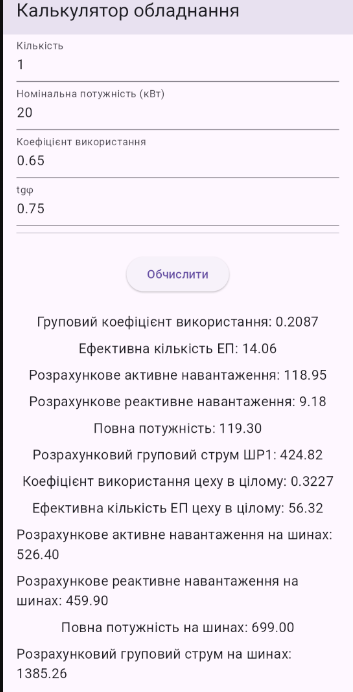 Калькулятор обладнання
Кількість
1
Номінальна потужність (кВт)
20
Коефіцієнт використання
0.65
tgφ
0.75
Обчислити
Груповий коефіцієнт використання: 0.2087
Ефективна кількість ЕП: 14.06
Розрахункове активне навантаження: 118.95
Розрахункове реактивне навантаження: 9.18
Повна потужність: 119.30
Розрахунковий груповий струм ШР1: 424.82
Коефіцієнт використання цеху в цілому: 0.3227
Ефективна кількість ЕП цеху в цілому: 56.32
Розрахункове активне навантаження на шинах:
526.40
Розрахункове реактивне навантаження на
шинах: 459.90
Повна потужність на шинах: 699.00
Розрахунковий груповий струм на шинах:
1385.26